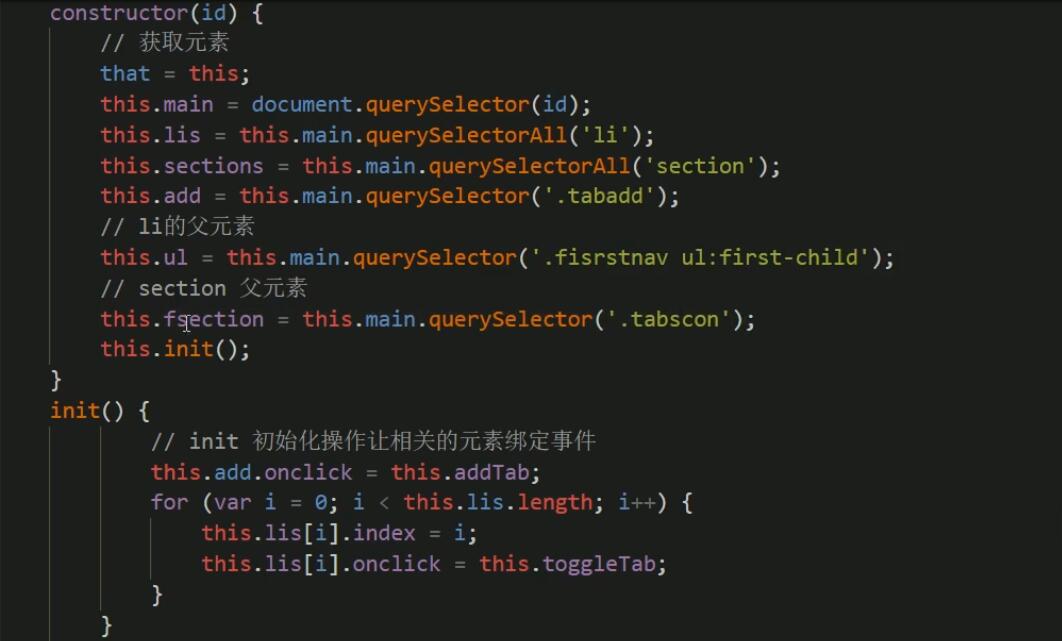 constructor(id) {
// 获取元素
that = this;
this.main = document.querySelector(id);
this.lis = this.main.querySelectorAll('li');
this.sections = this.main.querySelectorAll('section');
this.add = this.main.querySelector('.tabadd');
// li的父元素
this.ul = this.main.querySelector('.fisrstnav ul:first-child');
// section 父元素
this.fsection = this.main.querySelector('.tabscon');
this.init();
}
init() {
// init 初始化操作让相关的元素绑定事件
this.add.onclick = this.addTab;
for (var i = 0; i < this.lis.length; i++) {
this.lis[i].index = i;
this.lis[i].onclick = this.toggleTab;
}
}